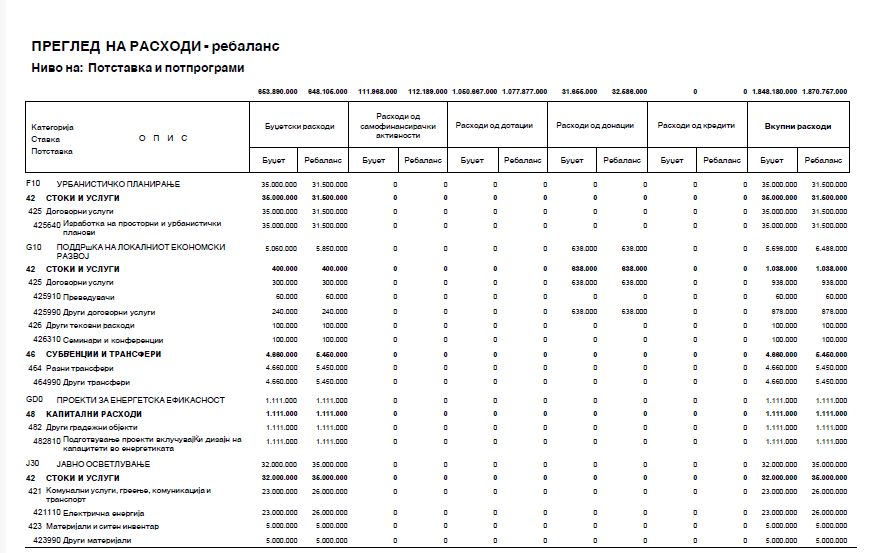 ПРЕГЛЕД НА РАСХОДИ - ребаланс
Ниво на: Потставка и потпрограми
653.890.000 648.105.000 111.868.000 112.189.000 1.050.667.000 1.077.877.000 31.655.000 32.586.000 0 0 1.848.180.000 1.870.757.000
Категорија
Ставка
Потставка
О П И С
Буџетски расходи
Расходи од самофинансирачки активности
Расходи од дотации
Расходи од донации
Расходи од кредити
Вкупни расходи
Буџет Ребаланс Буџет Ребаланс Буџет Ребаланс Буџет Ребаланс Буџет Ребаланс Буџет Ребаланс
F10 УРБАНИСТИЧКО ПЛАНИРАЊЕ 35.000.000 31.500.000 0 0 0 0 0 0 0 0 35.000.000 31.500.000
42 СТОКИ И УСЛУГИ 35.000.000 31.500.000 0 0 0 0 0 0 0 0 35.000.000 31.500.000
425 Договорни услуги 35.000.000 31.500.000 0 0 0 0 0 0 0 0 35.000.000 31.500.000
425640 Изработка на просторни и урбанистички 35.000.000 31.500.000 0 0 0 0 0 0 0 0 35.000.000 31.500.000
планови
G10 ПОДДРшКА НА ЛОКАЛНИОТ ЕКОНОМСКИ 5.060.000 5.850.000 0 0 0 0 638.000 638.000 0 0 5.698.000 6.488.000
РАЗВОЈ
42 СТОКИ И УСЛУГИ 400.000 400.000 0 0 0 0 638.000 638.000 0 0 1.038.000 1.038.000
425 Договорни услуги 300.000 300.000 0 0 0 0 638.000 638.000 0 0 938.000 938.000
425910 Преведувачи 60.000 60.000 0 0 0 0 0 0 0 0 60.000 60.000
425990 Други договорни услуги 240.000 240.000 0 0 0 0 638.000 638.000 0 0 878.000 878.000
426 Други тековни расходи 100.000 100.000 0 0 0 0 0 0 0 0 100.000 100.000
426310 Семинари и конференции 100.000 100.000 0 0 0 0 0 0 0 0 100.000 100.000
46 СУБВЕНЦИИ И ТРАНСФЕРИ 4.660.000 5.450.000 0 0 0 0 0 0 0 0 4.660.000 5.450.000
464 Разни трансфери 4.660.000 5.450.000 0 0 0 0 0 0 0 0 4.660.000 5.450.000
464990 Други трансфери 4.660.000 5.450.000 0 0 0 0 0 0 0 0 4.660.000 5.450.000
GD0 ПРОЕКТИ ЗА ЕНЕРГЕТСКА ЕФИКАСНОСТ 1.111.000 1.111.000 0 0 0 0 0 0 0 0 1.111.000 1.111.000
48 КАПИТАЛНИ РАСХОДИ 1.111.000 1.111.000 0 0 0 0 0 0 0 0 1.111.000 1.111.000
482 Други градежни објекти 1.111.000 1.111.000 0 0 0 0 0 0 0 0 1.111.000 1.111.000
482810 Подготвување проекти вклучувајЌи дизајн на 1.111.000 1.111.000 0 0 0 0 0 0 0 0 1.111.000 1.111.000
капацитети во енергетиката
J30 ЈАВНО ОСВЕТЛУВАЊЕ 32.000.000 35.000.000 0 0 0 0 0 0 0 0 32.000.000 35.000.000
42 СТОКИ И УСЛУГИ 32.000.000 35.000.000 0 0 0 0 0 0 0 0 32.000.000 35.000.000
421 Комунални услуги, греење, комуникација и 23.000.000 26.000.000 0 0 0 0 0 0 0 0 23.000.000 26.000.000
транспорт
421110 Електрична енергија 23.000.000 26.000.000 0 0 0 0 0 0 0 0 23.000.000 26.000.000
423 Материјали и ситен инвентар 5.000.000 5.000.000 0 0 0 0 0 0 0 0 5.000.000 5.000.000
423990 Други материјали 5.000.000 5.000.000 0 0 0 0 0 0 0 0 5.000.000 5.000.000